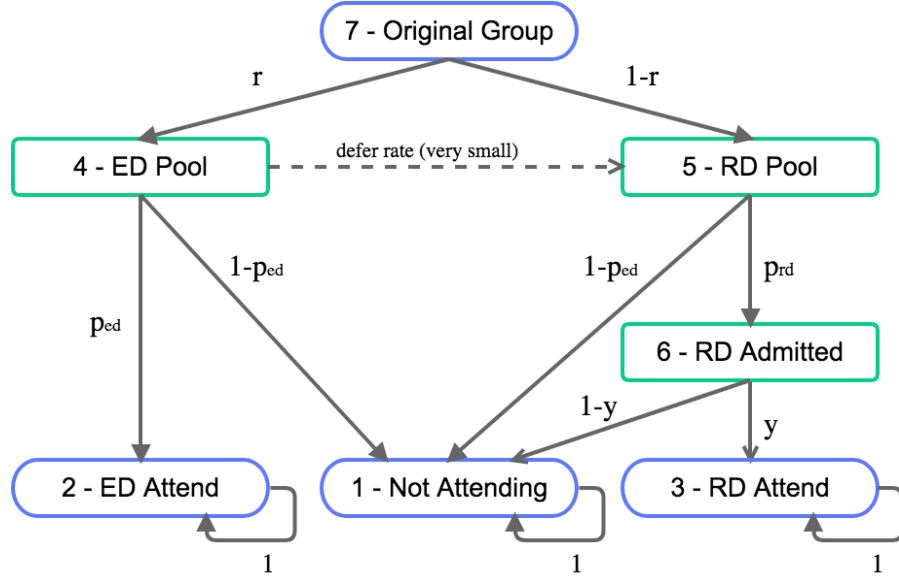 7 - Original Group
r
1-r
4 - ED Pool
defer rate (very small)
5 - RD Pool
1-ped
1-ped
prd
ped
6 - RD Admitted
1-y
y
2 - ED Attend
1 - Not Attending
3 - RD Attend
1
1
1